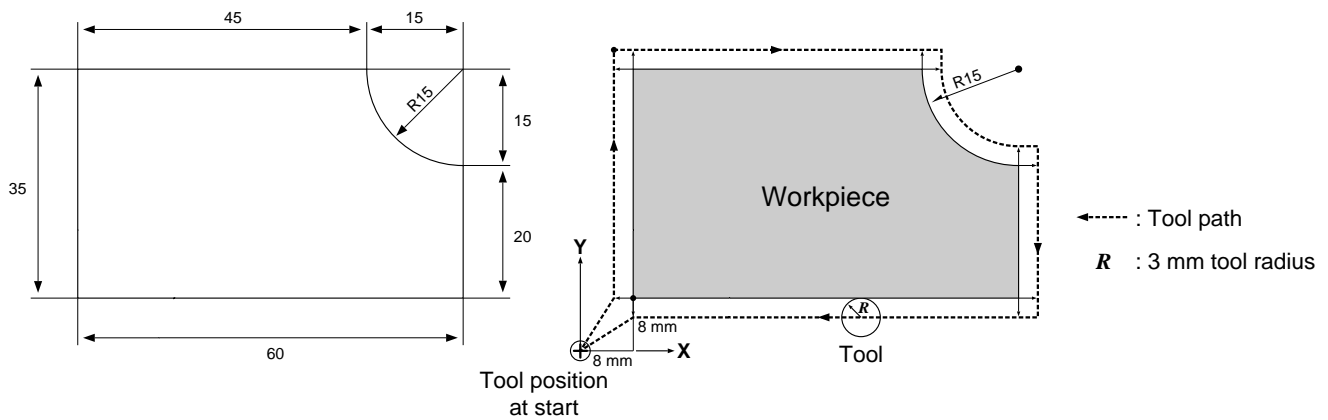 45
15
R15
15
35
20
60
R15
Workpiece
: Tool path
R : 3 mm tool radius
Y
R
8 mm
X
8 mm
Tool
Tool position
at start